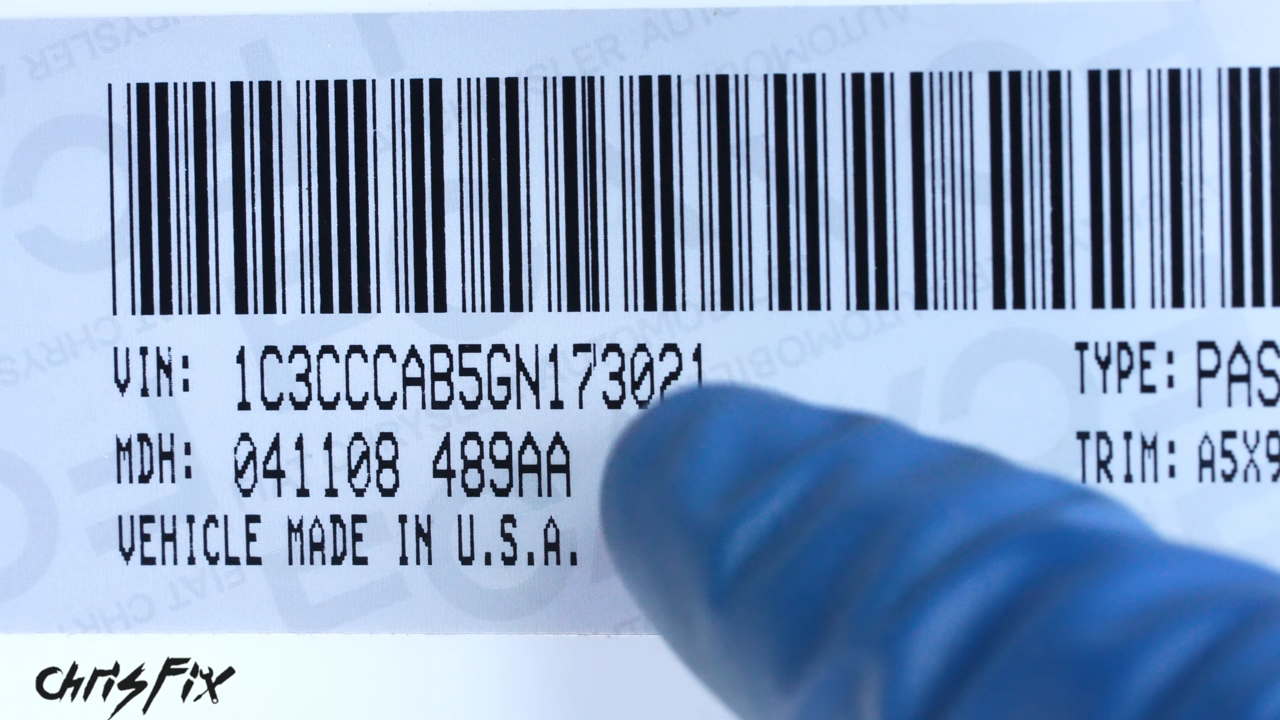 VIN: 1C3CCCAB5GN173021
TYPE: PAS
MDH: 041108 489AA
TRIM: A5X9
VEHICLE MADE IN U.S.A.
ChrisFix